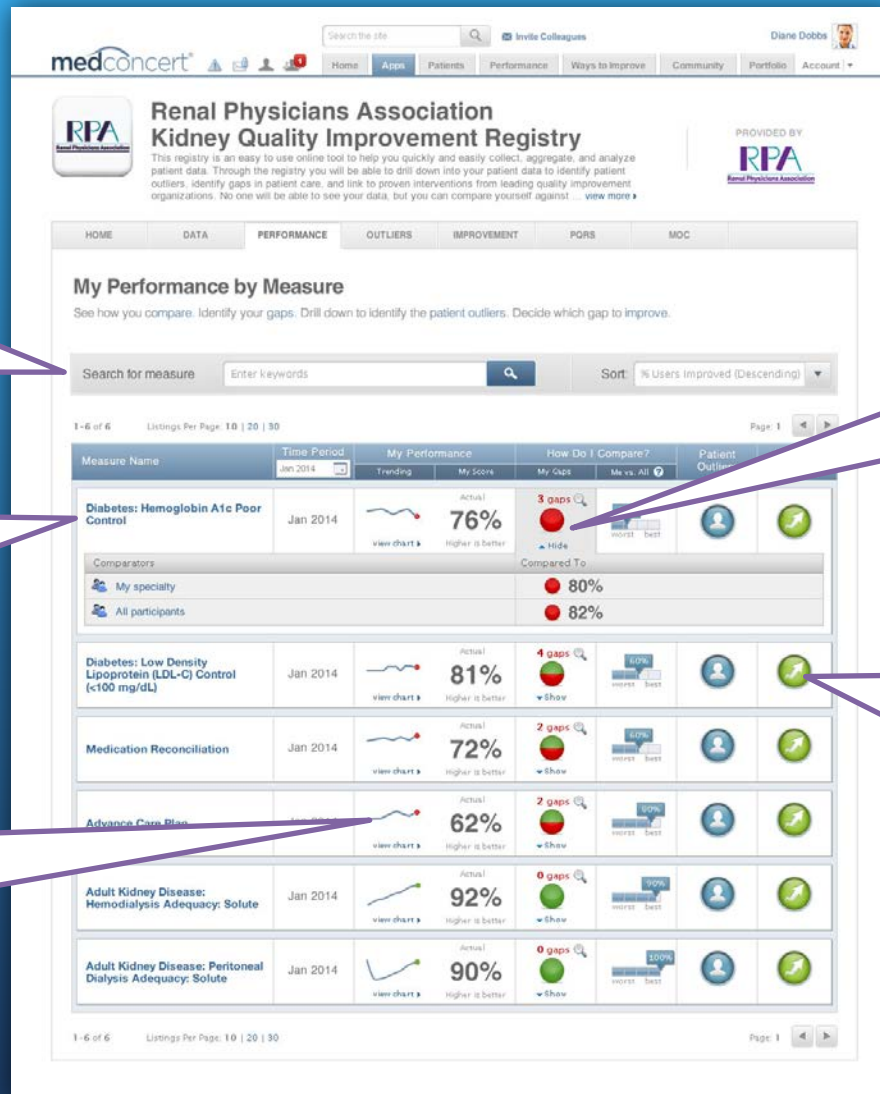 Search the site
Invite Colleagues
Diane Dobbs
medconcert
1
Home
Apps
Patients
Performance
Ways to Improve
Community
Portfolio
Account
RPA
Renal Physicians Association
Renal Physicians Association
Kidney Quality Improvement Registry
This registry is an easy to use online tool to help you quickly and easily collect, aggregate, and analyze
patient data. Through the registry you will be able to drill down into your patient data to identify patient
outliers, identify gaps in patient care, and link to proven interventions from leading quality improvement
organizations. No one will be able to see your data, but you can compare yourself against ... view more
PROVIDED BY
RPA
Renal Physicians Association
HOME
DATA
PERFORMANCE
OUTLIERS
IMPROVEMENT
PQRS
MOC
My Performance by Measure
See how you compare. Identify your gaps. Drill down to identify the patient outliers. Decide which gap to improve.
Search for measure
Enter keywords
Sort: % Users Improved (Descending)
1-6 of 6
Listings Per Page: 10 | 20 | 30
Page: 1
Measure Name
Time Period
Jan 2014
My Performance
Trending
My Score
How Do I Compare?
My Gaps
Me vs. All
Patient
Diabetes: Hemoglobin A1c Poor
Control
Jan 2014
view chart
Actual
76%
Higher is better
3 gaps
Hide
worst best
Comparators
Compared To
My specialty
80%
All participants
82%
Diabetes: Low Density
Lipoprotein (LDL-C) Control
(<100 mg/dL)
Jan 2014
view chart
Actual
81%
Higher is better
4 gaps
Show
60%
worst best
Medication Reconciliation
Jan 2014
view chart
Actual
72%
Higher is better
2 gaps
Show
60%
worst best
Advance Care Plan
Jan 2014
view chart
Actual
62%
Higher is better
2 gaps
Show
worst best
Adult Kidney Disease:
Hemodialysis Adequacy: Solute
Jan 2014
view chart
Actual
92%
Higher is better
0 gaps
Show
90%
worst best
Adult Kidney Disease: Peritoneal
Dialysis Adequacy: Solute
Jan 2014
view chart
Actual
90%
Higher is better
0 gaps
Show
100%
worst best
1-6 of 6
Listings Per Page: 10 | 20 | 30
Page: 1